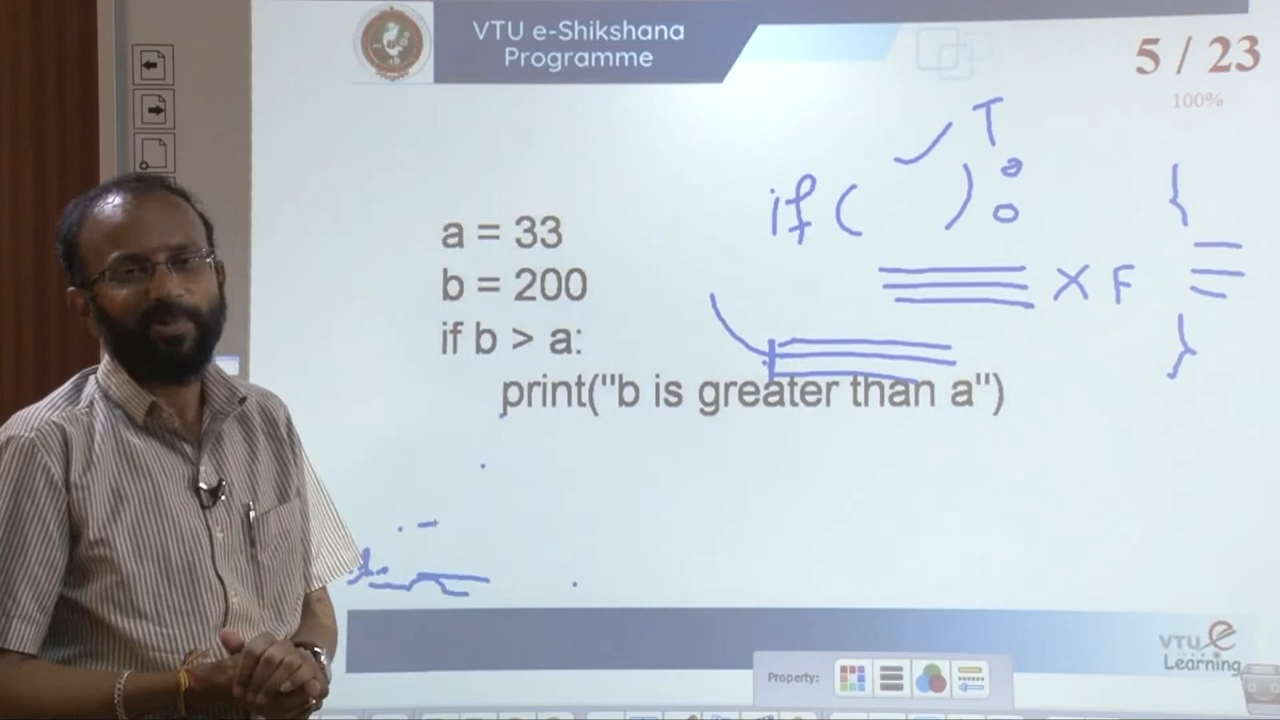 VTU e-Shikshana
Programme
5 / 23
100%
T
if ( ) :
a = 33
b = 200
if b > a:
print("b is greater than a")
X F
{
}
VTU e
Learning
Property: